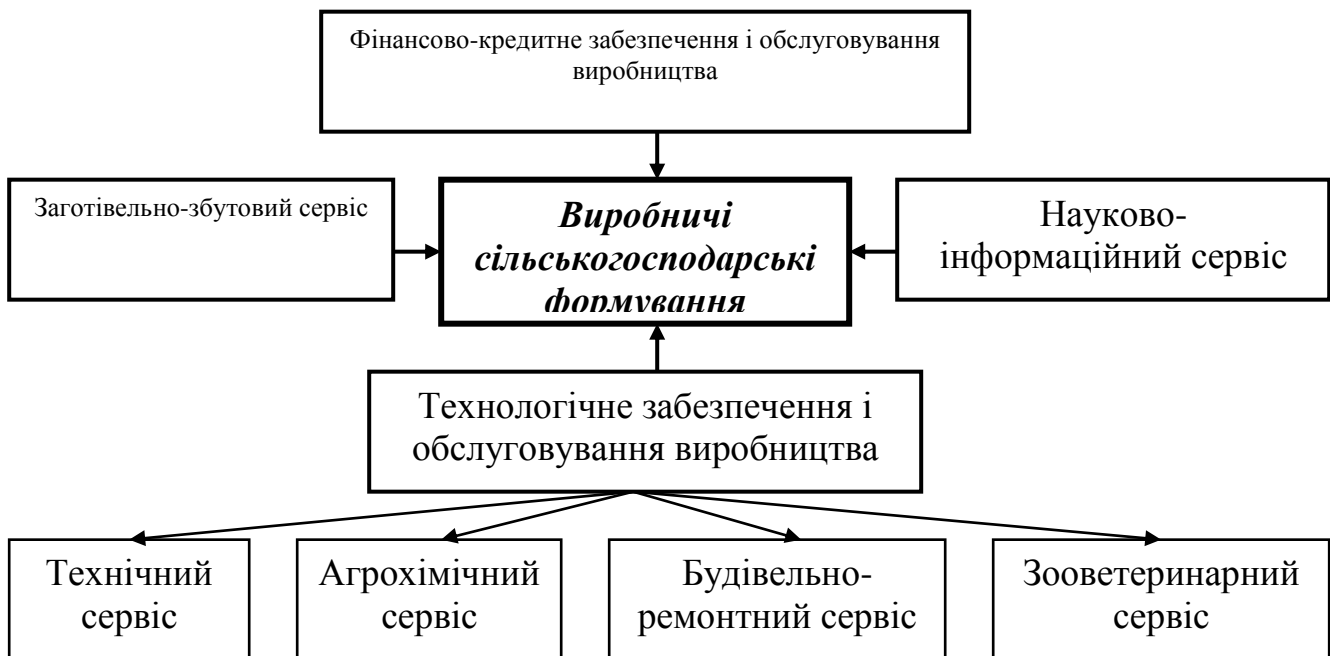 Фінансово-кредитне забезпечення і обслуговування
виробництва
Заготівельно-збутовий сервіс
Виробничі
сільськогосподарські
формування
Науково-
інформаційний сервіс
Технологічне забезпечення і
обслуговування виробництва
Технічний
сервіс
Агрохімічний
сервіс
Будівельно-
ремонтний сервіс
Зооветеринарний
сервіс